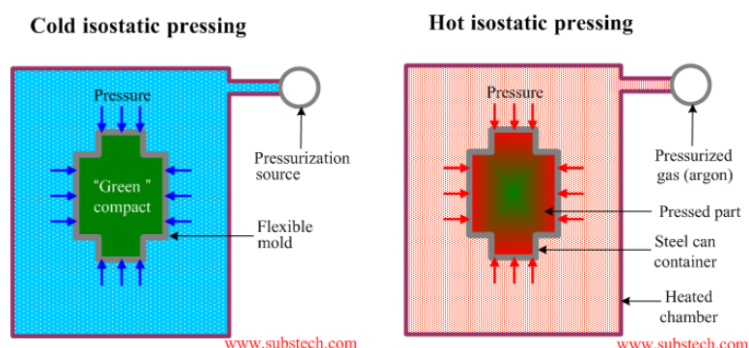 Cold isostatic pressing
Pressure
"Green "
compact
Pressurization
source
Flexible
mold
www.substech.com
Hot isostatic pressing
Pressure
Pressurized
gas (argon)
Pressed part
Steel can
container
Heated
chamber
www.substech.com